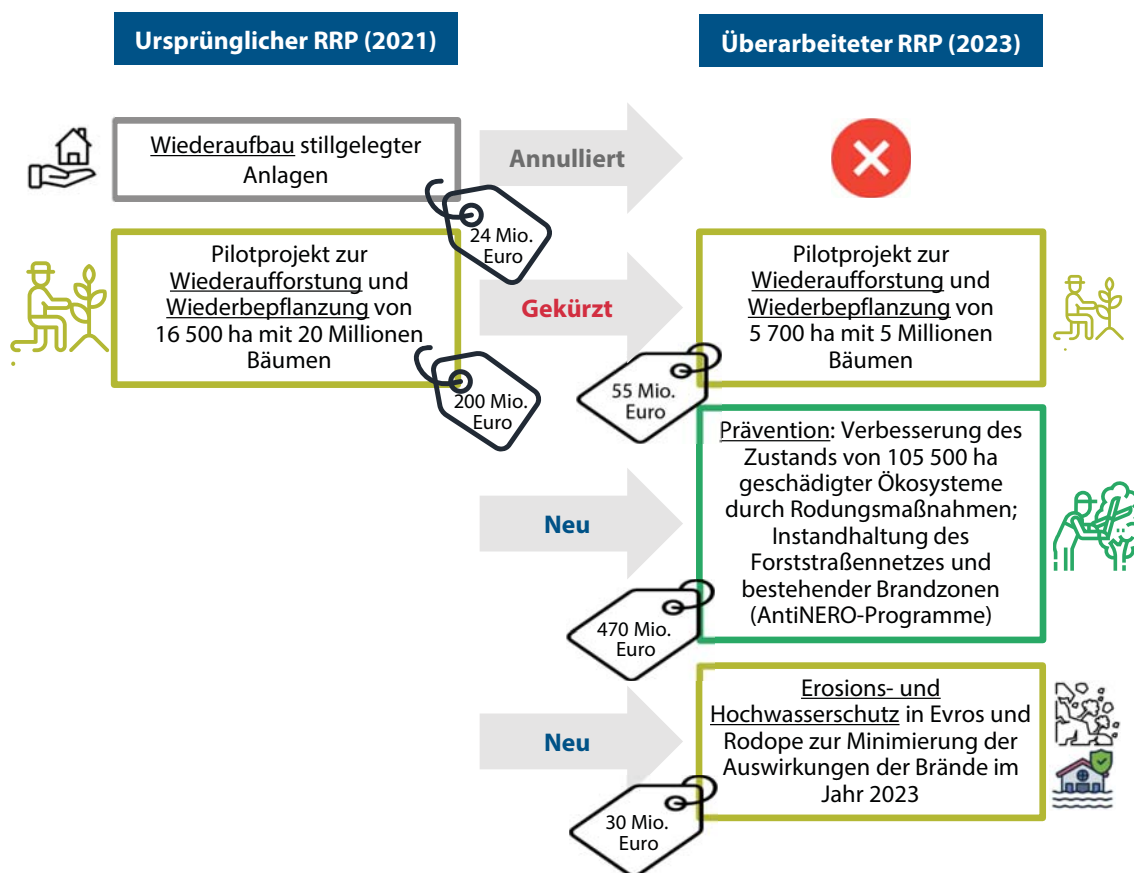 Ursprünglicher RRP (2021)
Überarbeiteter RRP (2023)
Wiederaufbau stillgelegter
Anlagen
24 Mio.
Euro
Annulliert
Pilotprojekt zur
Wiederaufforstung und
Wiederbepflanzung von
16 500 ha mit 20 Millionen
Bäumen
200 Mio.
Euro
Gekürzt
Pilotprojekt zur
Wiederaufforstung und
Wiederbepflanzung von
5 700 ha mit 5 Millionen
Bäumen
55 Mio.
Euro
Neu
Prävention: Verbesserung des
Zustands von 105 500 ha
geschädigter Ökosysteme
durch Rodungsmaßnahmen;
Instandhaltung des
Forststraßennetzes und
bestehender Brandzonen
(AntiNERO-Programme)
470 Mio.
Euro
Neu
Erosions- und
Hochwasserschutz in Evros und
Rodope zur Minimierung der
Auswirkungen der Brände im
Jahr 2023
30 Mio.
Euro